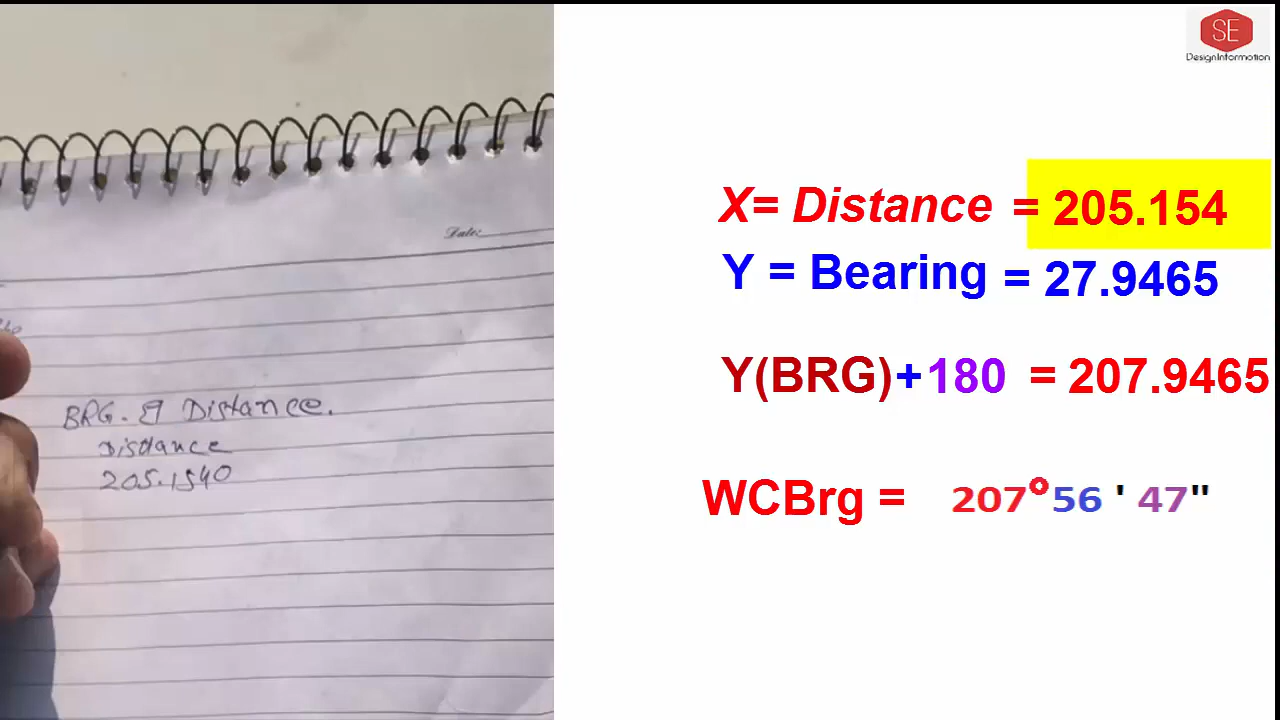 Date:
BRG. & Distance.
Distance
205.1540
SE
DesignInformation
X= Distance = 205.154
Y = Bearing = 27.9465
Y(BRG)+180 = 207.9465
WCBrg = 207°56 ' 47"